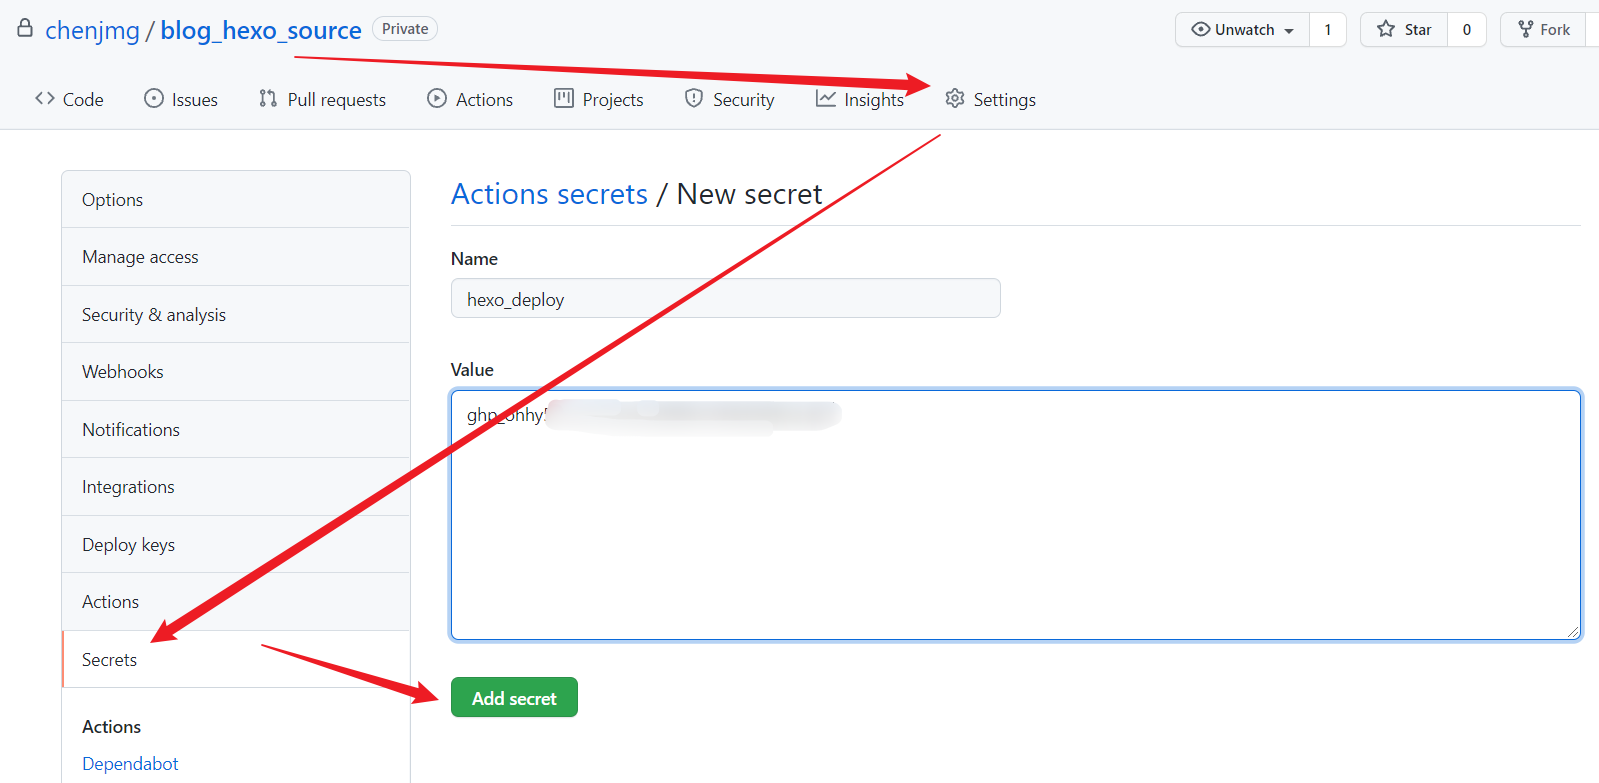 chenjmg / blog_hexo_source Private
Unwatch 1 Star 0 Fork
Code Issues Pull requests Actions Projects Security Insights Settings
Options
Manage access
Security & analysis
Webhooks
Notifications
Integrations
Deploy keys
Actions
Secrets
Actions
Dependabot
Actions secrets / New secret
Name
hexo_deploy
Value
Add secret